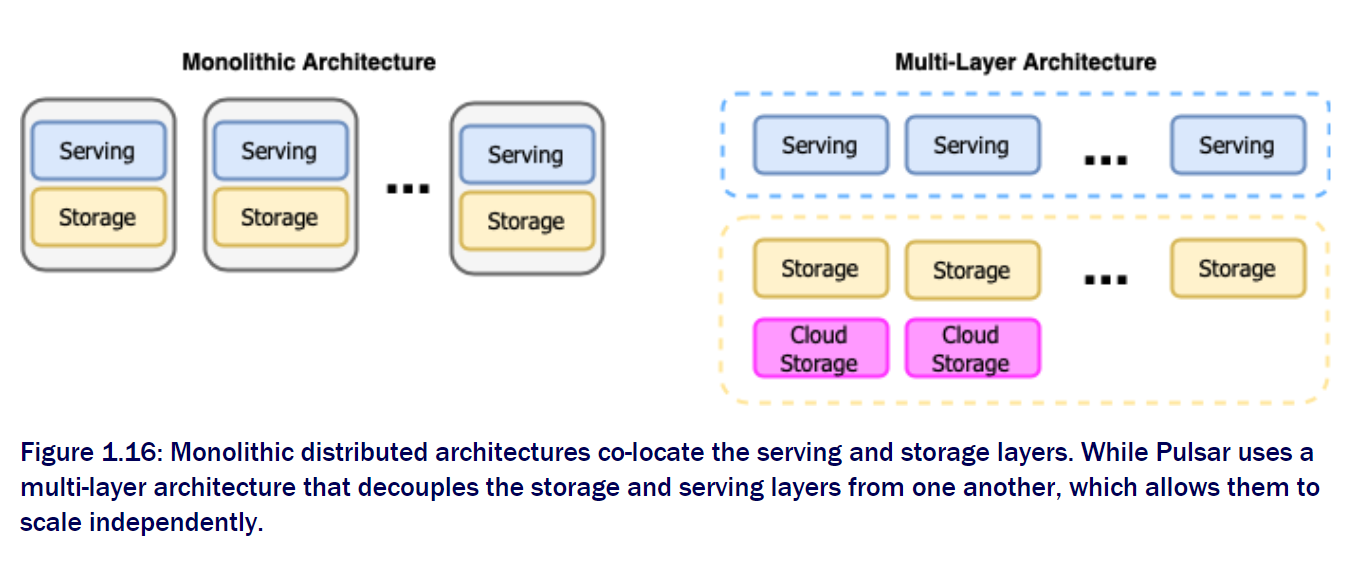 Monolithic Architecture
Serving
Storage
Serving
Storage
...
Serving
Storage
Multi-Layer Architecture
Serving
Serving
...
Serving
Storage
Storage
...
Storage
Cloud
Storage
Cloud
Storage
Figure 1.16: Monolithic distributed architectures co-locate the serving and storage layers. While Pulsar uses a
multi-layer architecture that decouples the storage and serving layers from one another, which allows them to
scale independently.